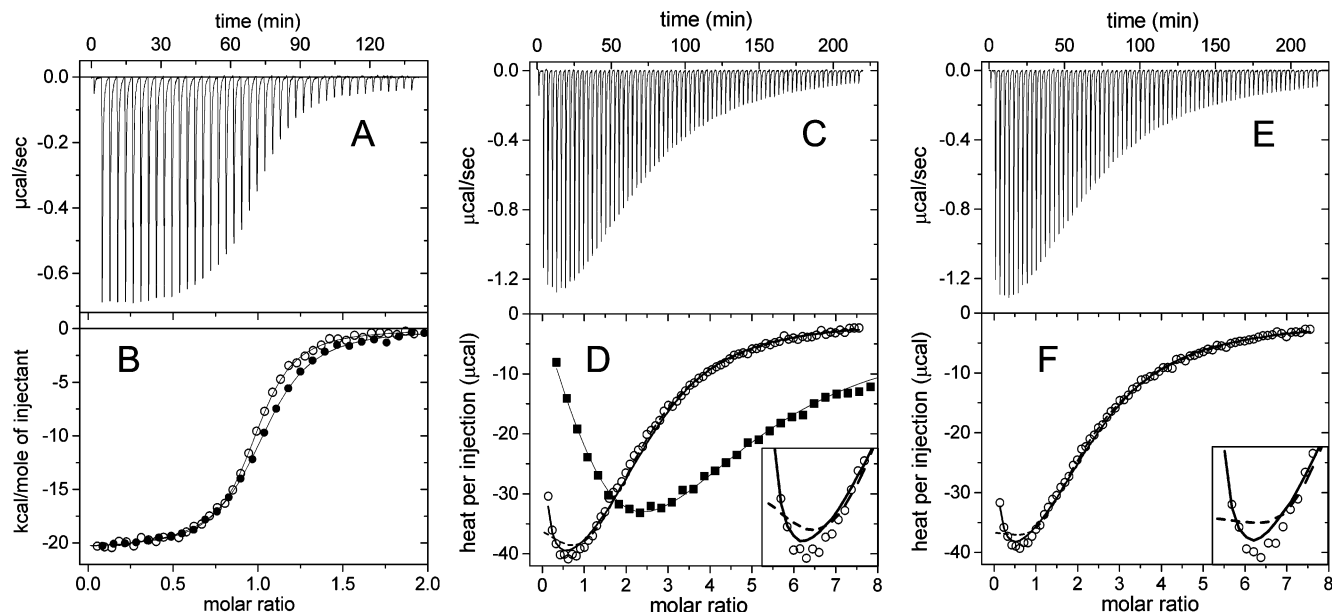 time (min)
0 30 60 90 120
0.0
-0.2
-0.4
-0.6
µcal/sec
A
0
-5
-10
-15
-20
kcal/mole of injectant
B
0.0 0.5 1.0 1.5 2.0
molar ratio
time (min)
0 50 100 150 200
0.0
-0.4
-0.8
-1.2
µcal/sec
C
0
-10
-20
-30
-40
heat per injection (µcal)
D
0 1 2 3 4 5 6 7 8
molar ratio
time (min)
0 50 100 150 200
0.0
-0.4
-0.8
-1.2
µcal/sec
E
0
-10
-20
-30
-40
heat per injection (µcal)
F
0 1 2 3 4 5 6 7 8
molar ratio